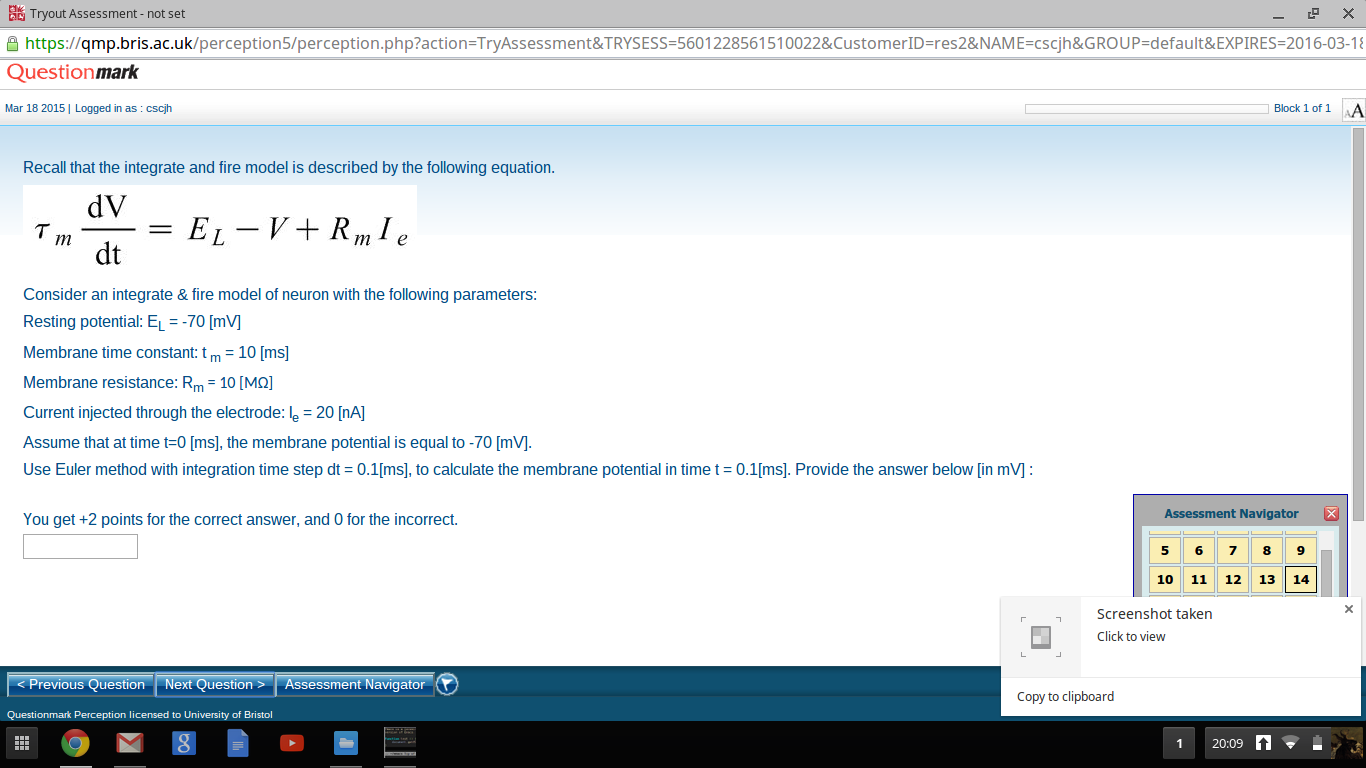 Tryout Assessment - not set
https://qmp.bris.ac.uk/perception5/perception.php?action=TryAssessment&TRYSESS=5601228561510022&CustomerID=res2&NAME=cscjh&GROUP=default&EXPIRES=2016-03-18
Questionmark
Mar 18 2015 | Logged in as : cscjh
Block 1 of 1
AA
Recall that the integrate and fire model is described by the following equation.
τ_m dV/dt = E_L − V + R_m I_e
Consider an integrate & fire model of neuron with the following parameters:
Resting potential: E_L = -70 [mV]
Membrane time constant: t_m = 10 [ms]
Membrane resistance: R_m = 10 [MΩ]
Current injected through the electrode: I_e = 20 [nA]
Assume that at time t=0 [ms], the membrane potential is equal to -70 [mV].
Use Euler method with integration time step dt = 0.1[ms], to calculate the membrane potential in time t = 0.1[ms]. Provide the answer below [in mV] :
You get +2 points for the correct answer, and 0 for the incorrect.
Assessment Navigator
5 6 7 8 9
10 11 12 13 14
Screenshot taken
Click to view
Copy to clipboard
< Previous Question
Next Question >
Assessment Navigator
Questionmark Perception licensed to University of Bristol
1
20:09